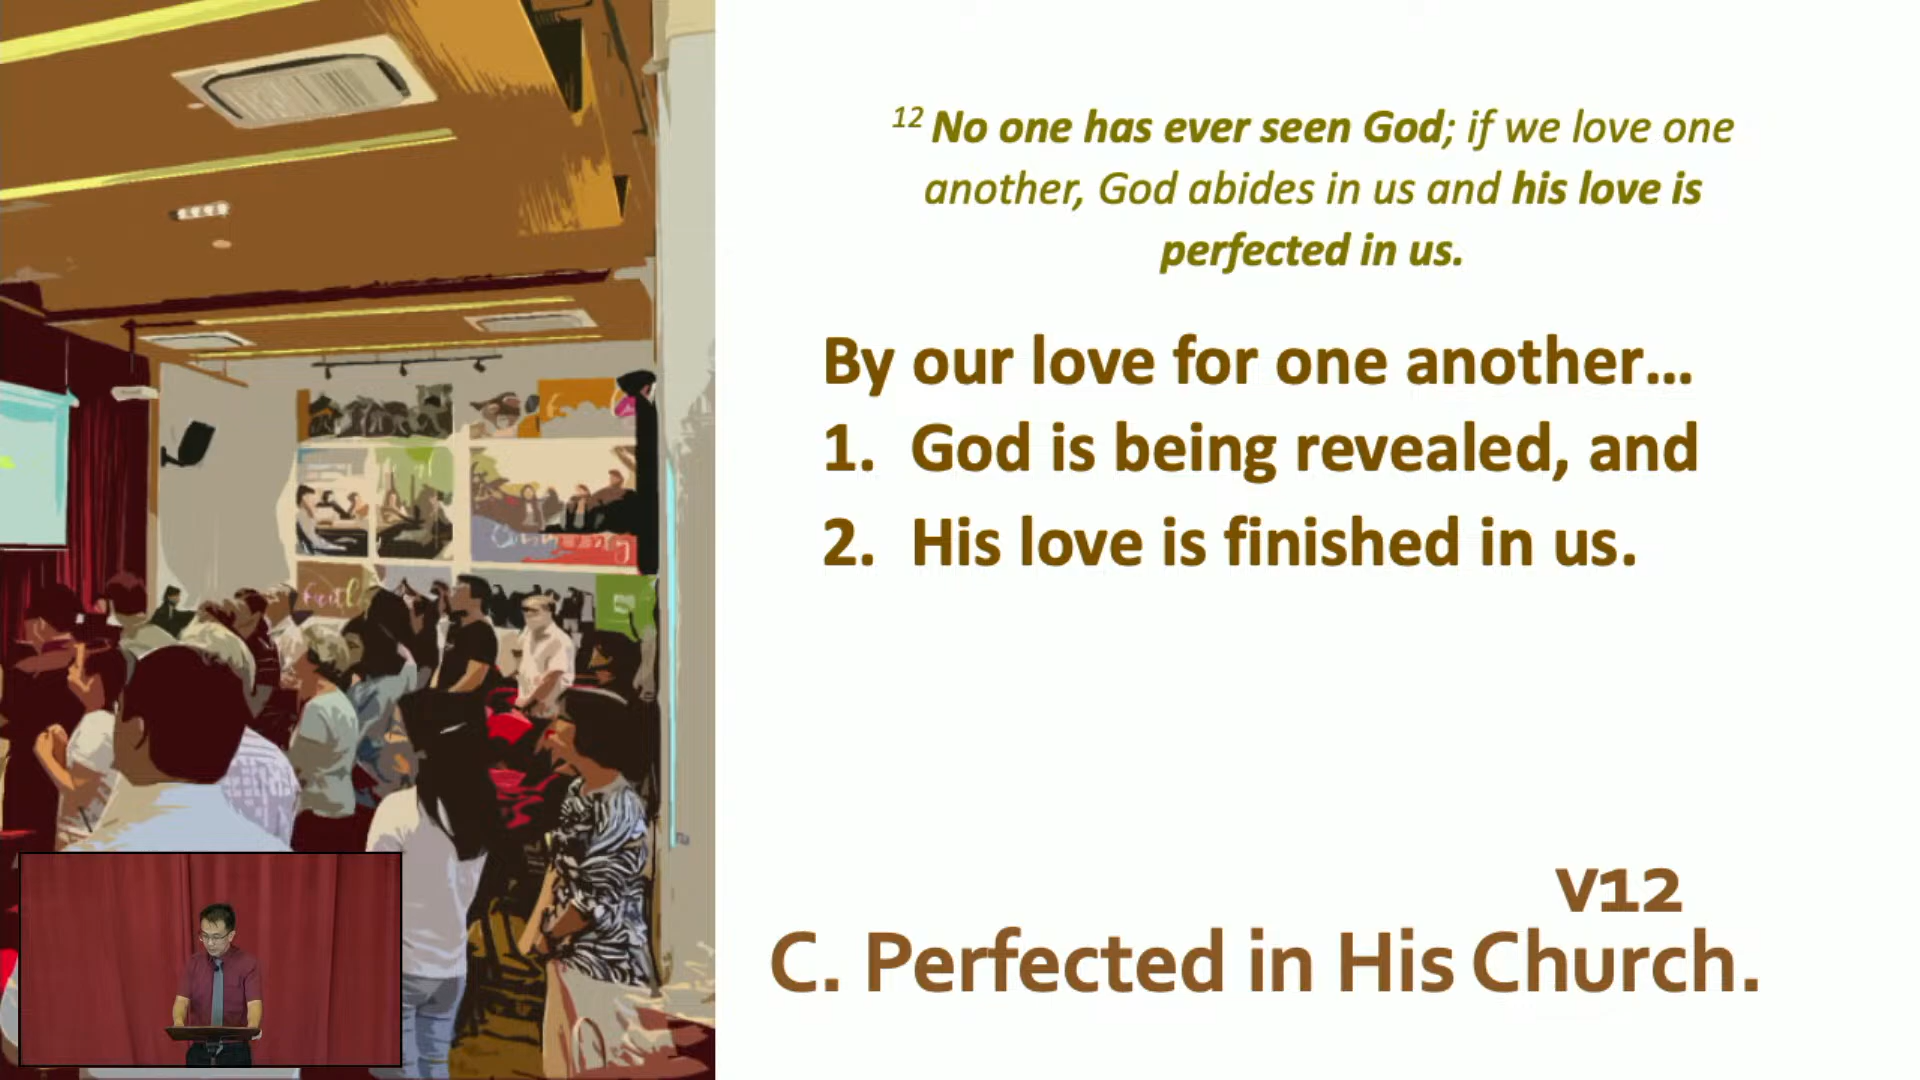 12 No one has ever seen God; if we love one
another, God abides in us and his love is
perfected in us.
By our love for one another...
1. God is being revealed, and
2. His love is finished in us.
V12
C. Perfected in His Church.